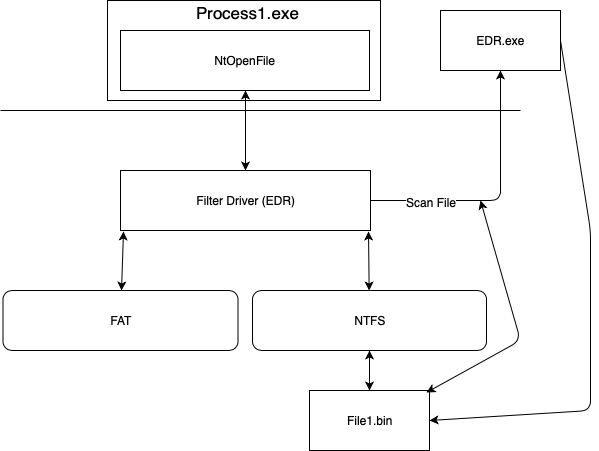 Process1.exe
NtOpenFile
EDR.exe
Filter Driver (EDR)
Scan File
FAT
NTFS
File1.bin